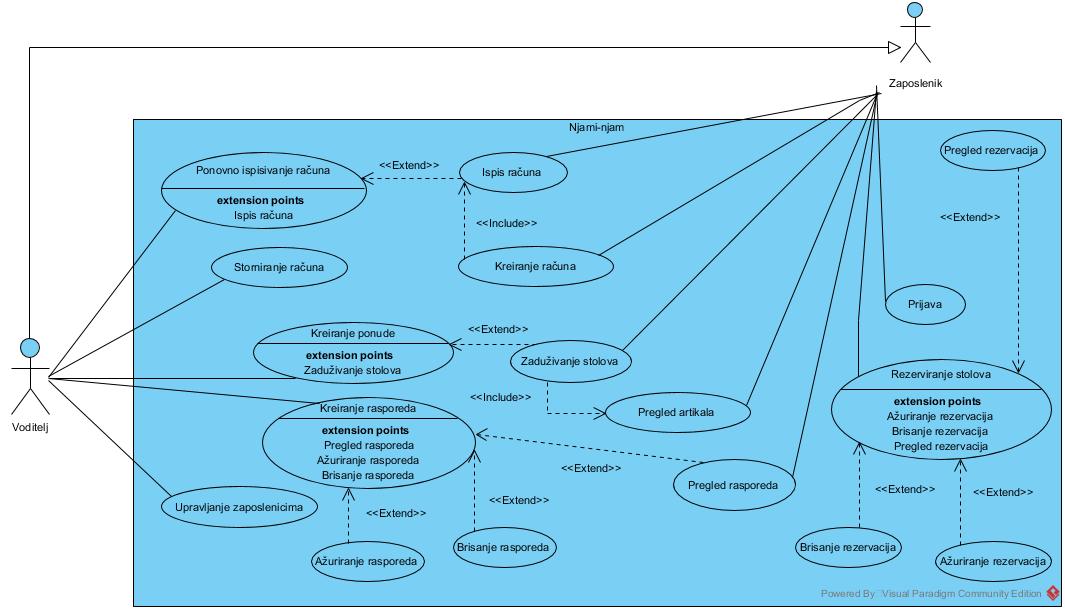 Zaposlenik
Njami-njam
Pregled rezervacija
Ponovno ispisivanje računa
extension points
Ispis računa
<<Extend>>
Ispis računa
<<Include>>
<<Extend>>
Storniranje računa
Kreiranje računa
Prijava
Kreiranje ponude
extension points
Zaduživanje stolova
<<Extend>>
Zaduživanje stolova
Voditelj
<<Include>>
Pregled artikala
Rezerviranje stolova
extension points
Ažuriranje rezervacija
Brisanje rezervacija
Pregled rezervacija
Kreiranje rasporeda
extension points
Pregled rasporeda
Ažuriranje rasporeda
Brisanje rasporeda
<<Extend>>
Pregled rasporeda
<<Extend>>
<<Extend>>
Upravljanje zaposlenicima
<<Extend>>
<<Extend>>
Ažuriranje rasporeda
Brisanje rasporeda
Brisanje rezervacija
Ažuriranje rezervacija
Powered By Visual Paradigm Community Edition